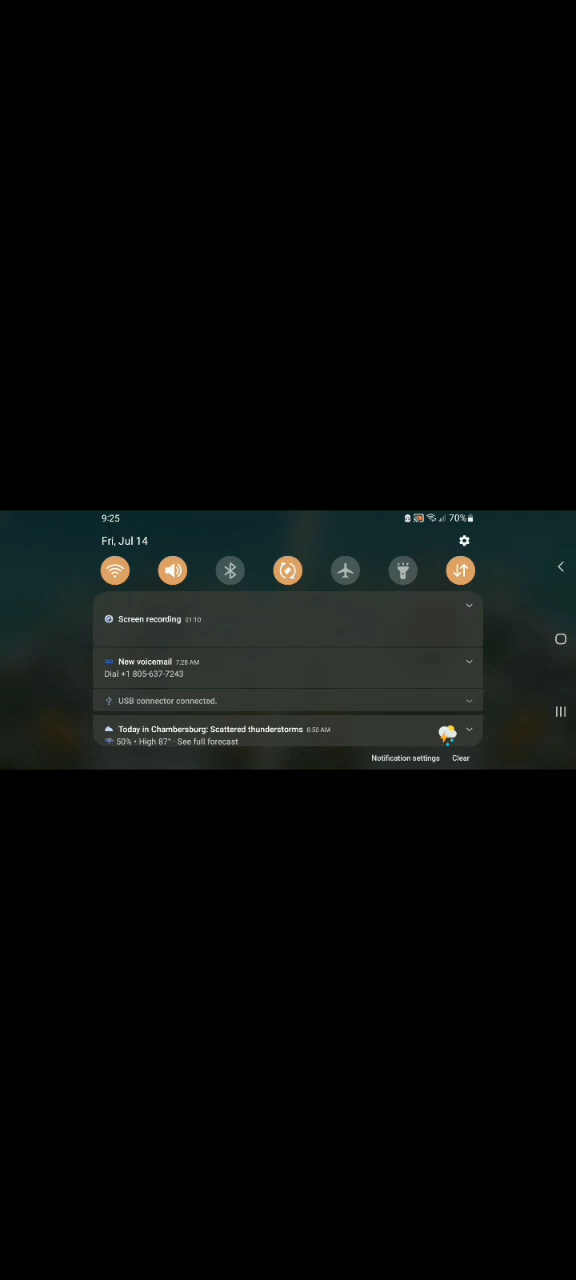 9:25
70%
Fri, Jul 14
Screen recording 01:10
New voicemail 7:28 AM
Dial +1 805-637-7243
USB connector connected.
Today in Chambersburg: Scattered thunderstorms 8:50 AM
50% • High 87° · See full forecast
Notification settings Clear